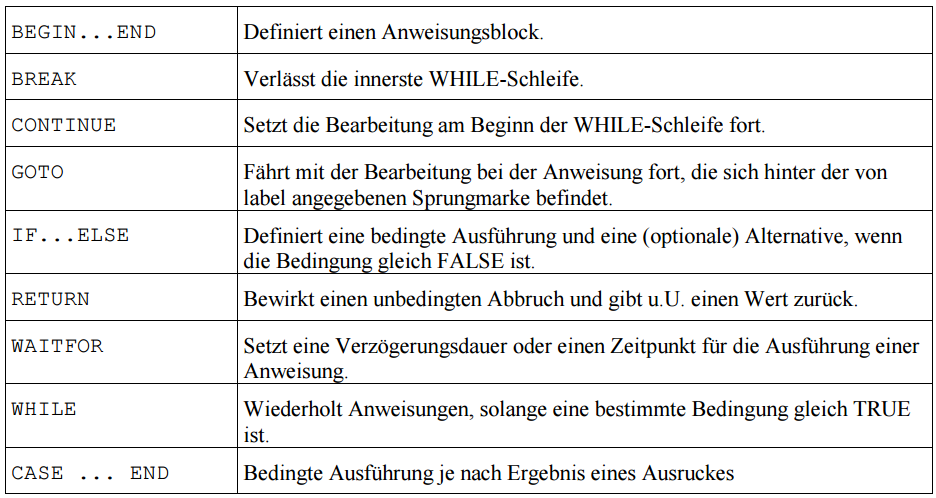 BEGIN...END Definiert einen Anweisungsblock.
BREAK Verlässt die innerste WHILE-Schleife.
CONTINUE Setzt die Bearbeitung am Beginn der WHILE-Schleife fort.
GOTO Fährt mit der Bearbeitung bei der Anweisung fort, die sich hinter der von
label angegebenen Sprungmarke befindet.
IF...ELSE Definiert eine bedingte Ausführung und eine (optionale) Alternative, wenn
die Bedingung gleich FALSE ist.
RETURN Bewirkt einen unbedingten Abbruch und gibt u.U. einen Wert zurück.
WAITFOR Setzt eine Verzögerungsdauer oder einen Zeitpunkt für die Ausführung einer
Anweisung.
WHILE Wiederholt Anweisungen, solange eine bestimmte Bedingung gleich TRUE
ist.
CASE ... END Bedingte Ausführung je nach Ergebnis eines Ausruckes